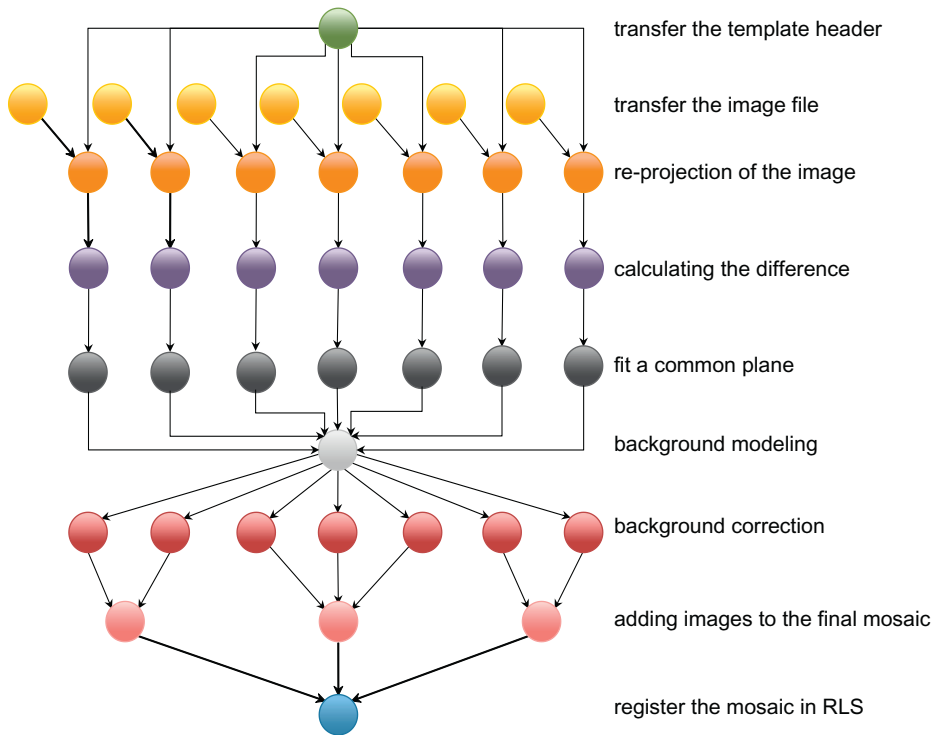 transfer the template header
transfer the image file
re-projection of the image
calculating the difference
fit a common plane
background modeling
background correction
adding images to the final mosaic
register the mosaic in RLS